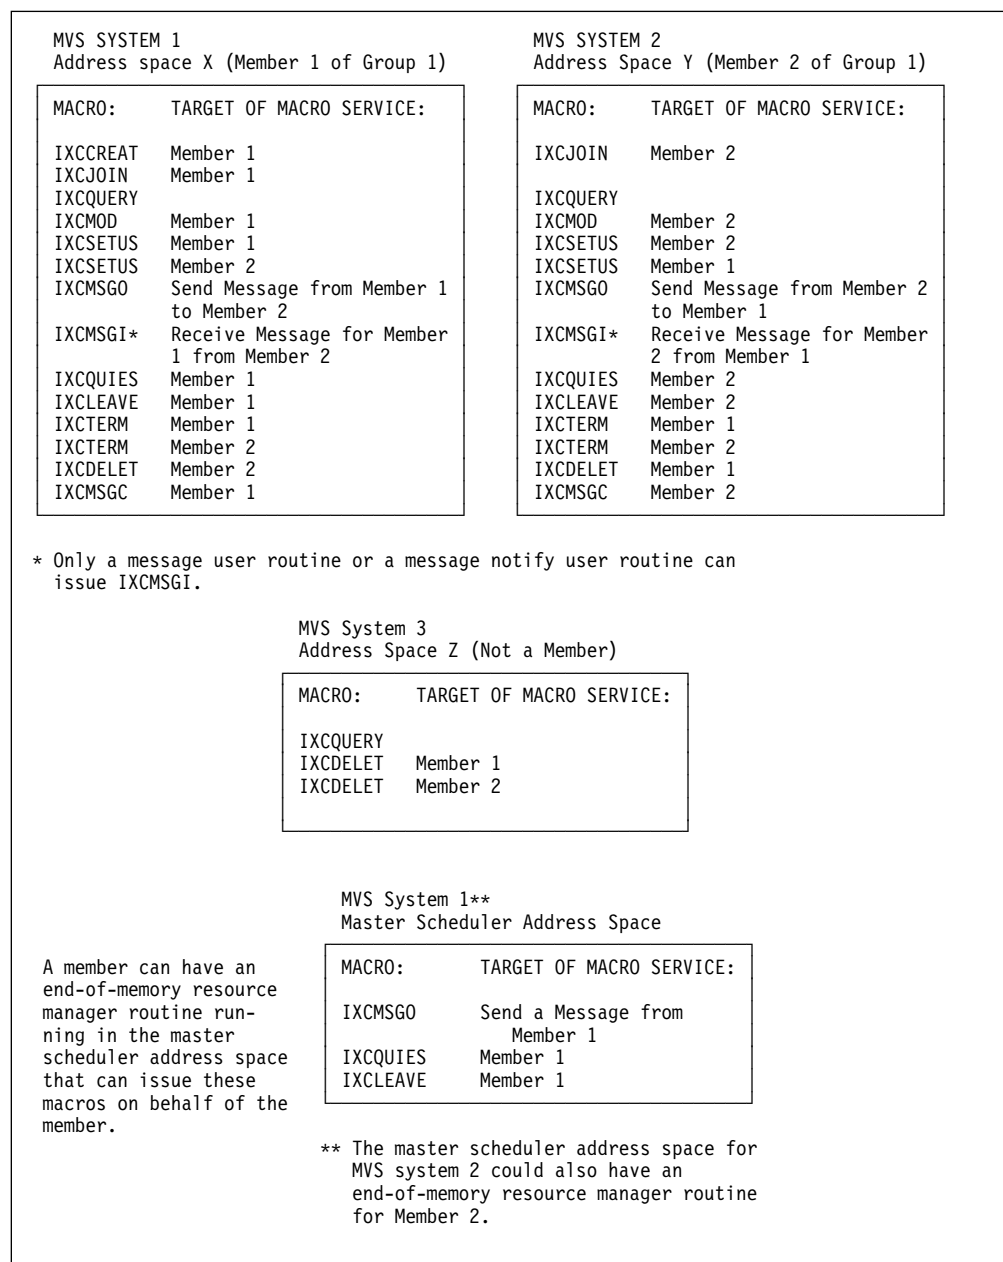 MVS SYSTEM 1
Address space X (Member 1 of Group 1)
MACRO: TARGET OF MACRO SERVICE:
IXCCREAT Member 1
IXCJOIN Member 1
IXCQUERY
IXCMOD Member 1
IXCSETUS Member 1
IXCSETUS Member 2
IXCMSGO Send Message from Member 1
to Member 2
IXCMSGI* Receive Message for Member
1 from Member 2
IXCQUIES Member 1
IXCLEAVE Member 1
IXCTERM Member 1
IXCTERM Member 2
IXCDELET Member 2
IXCMSGC Member 1
MVS SYSTEM 2
Address Space Y (Member 2 of Group 1)
MACRO: TARGET OF MACRO SERVICE:
IXCJOIN Member 2
IXCQUERY
IXCMOD Member 2
IXCSETUS Member 2
IXCSETUS Member 1
IXCMSGO Send Message from Member 2
to Member 1
IXCMSGI* Receive Message for Member
2 from Member 1
IXCQUIES Member 2
IXCLEAVE Member 2
IXCTERM Member 1
IXCTERM Member 2
IXCDELET Member 1
IXCMSGC Member 2
* Only a message user routine or a message notify user routine can
issue IXCMSGI.
MVS System 3
Address Space Z (Not a Member)
MACRO: TARGET OF MACRO SERVICE:
IXCQUERY
IXCDELET Member 1
IXCDELET Member 2
MVS System 1**
Master Scheduler Address Space
A member can have an
end-of-memory resource
manager routine run-
ning in the master
scheduler address space
that can issue these
macros on behalf of the
member.
MACRO: TARGET OF MACRO SERVICE:
IXCMSGO Send a Message from
Member 1
IXCQUIES Member 1
IXCLEAVE Member 1
** The master scheduler address space for
MVS system 2 could also have an
end-of-memory resource manager routine
for Member 2.